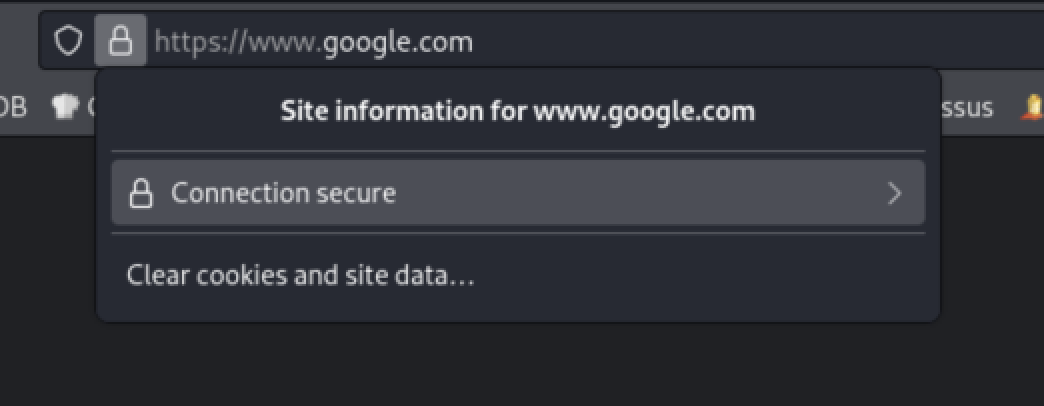 https://www.google.com
DB
ssus
Site information for www.google.com
Connection secure
Clear cookies and site data...